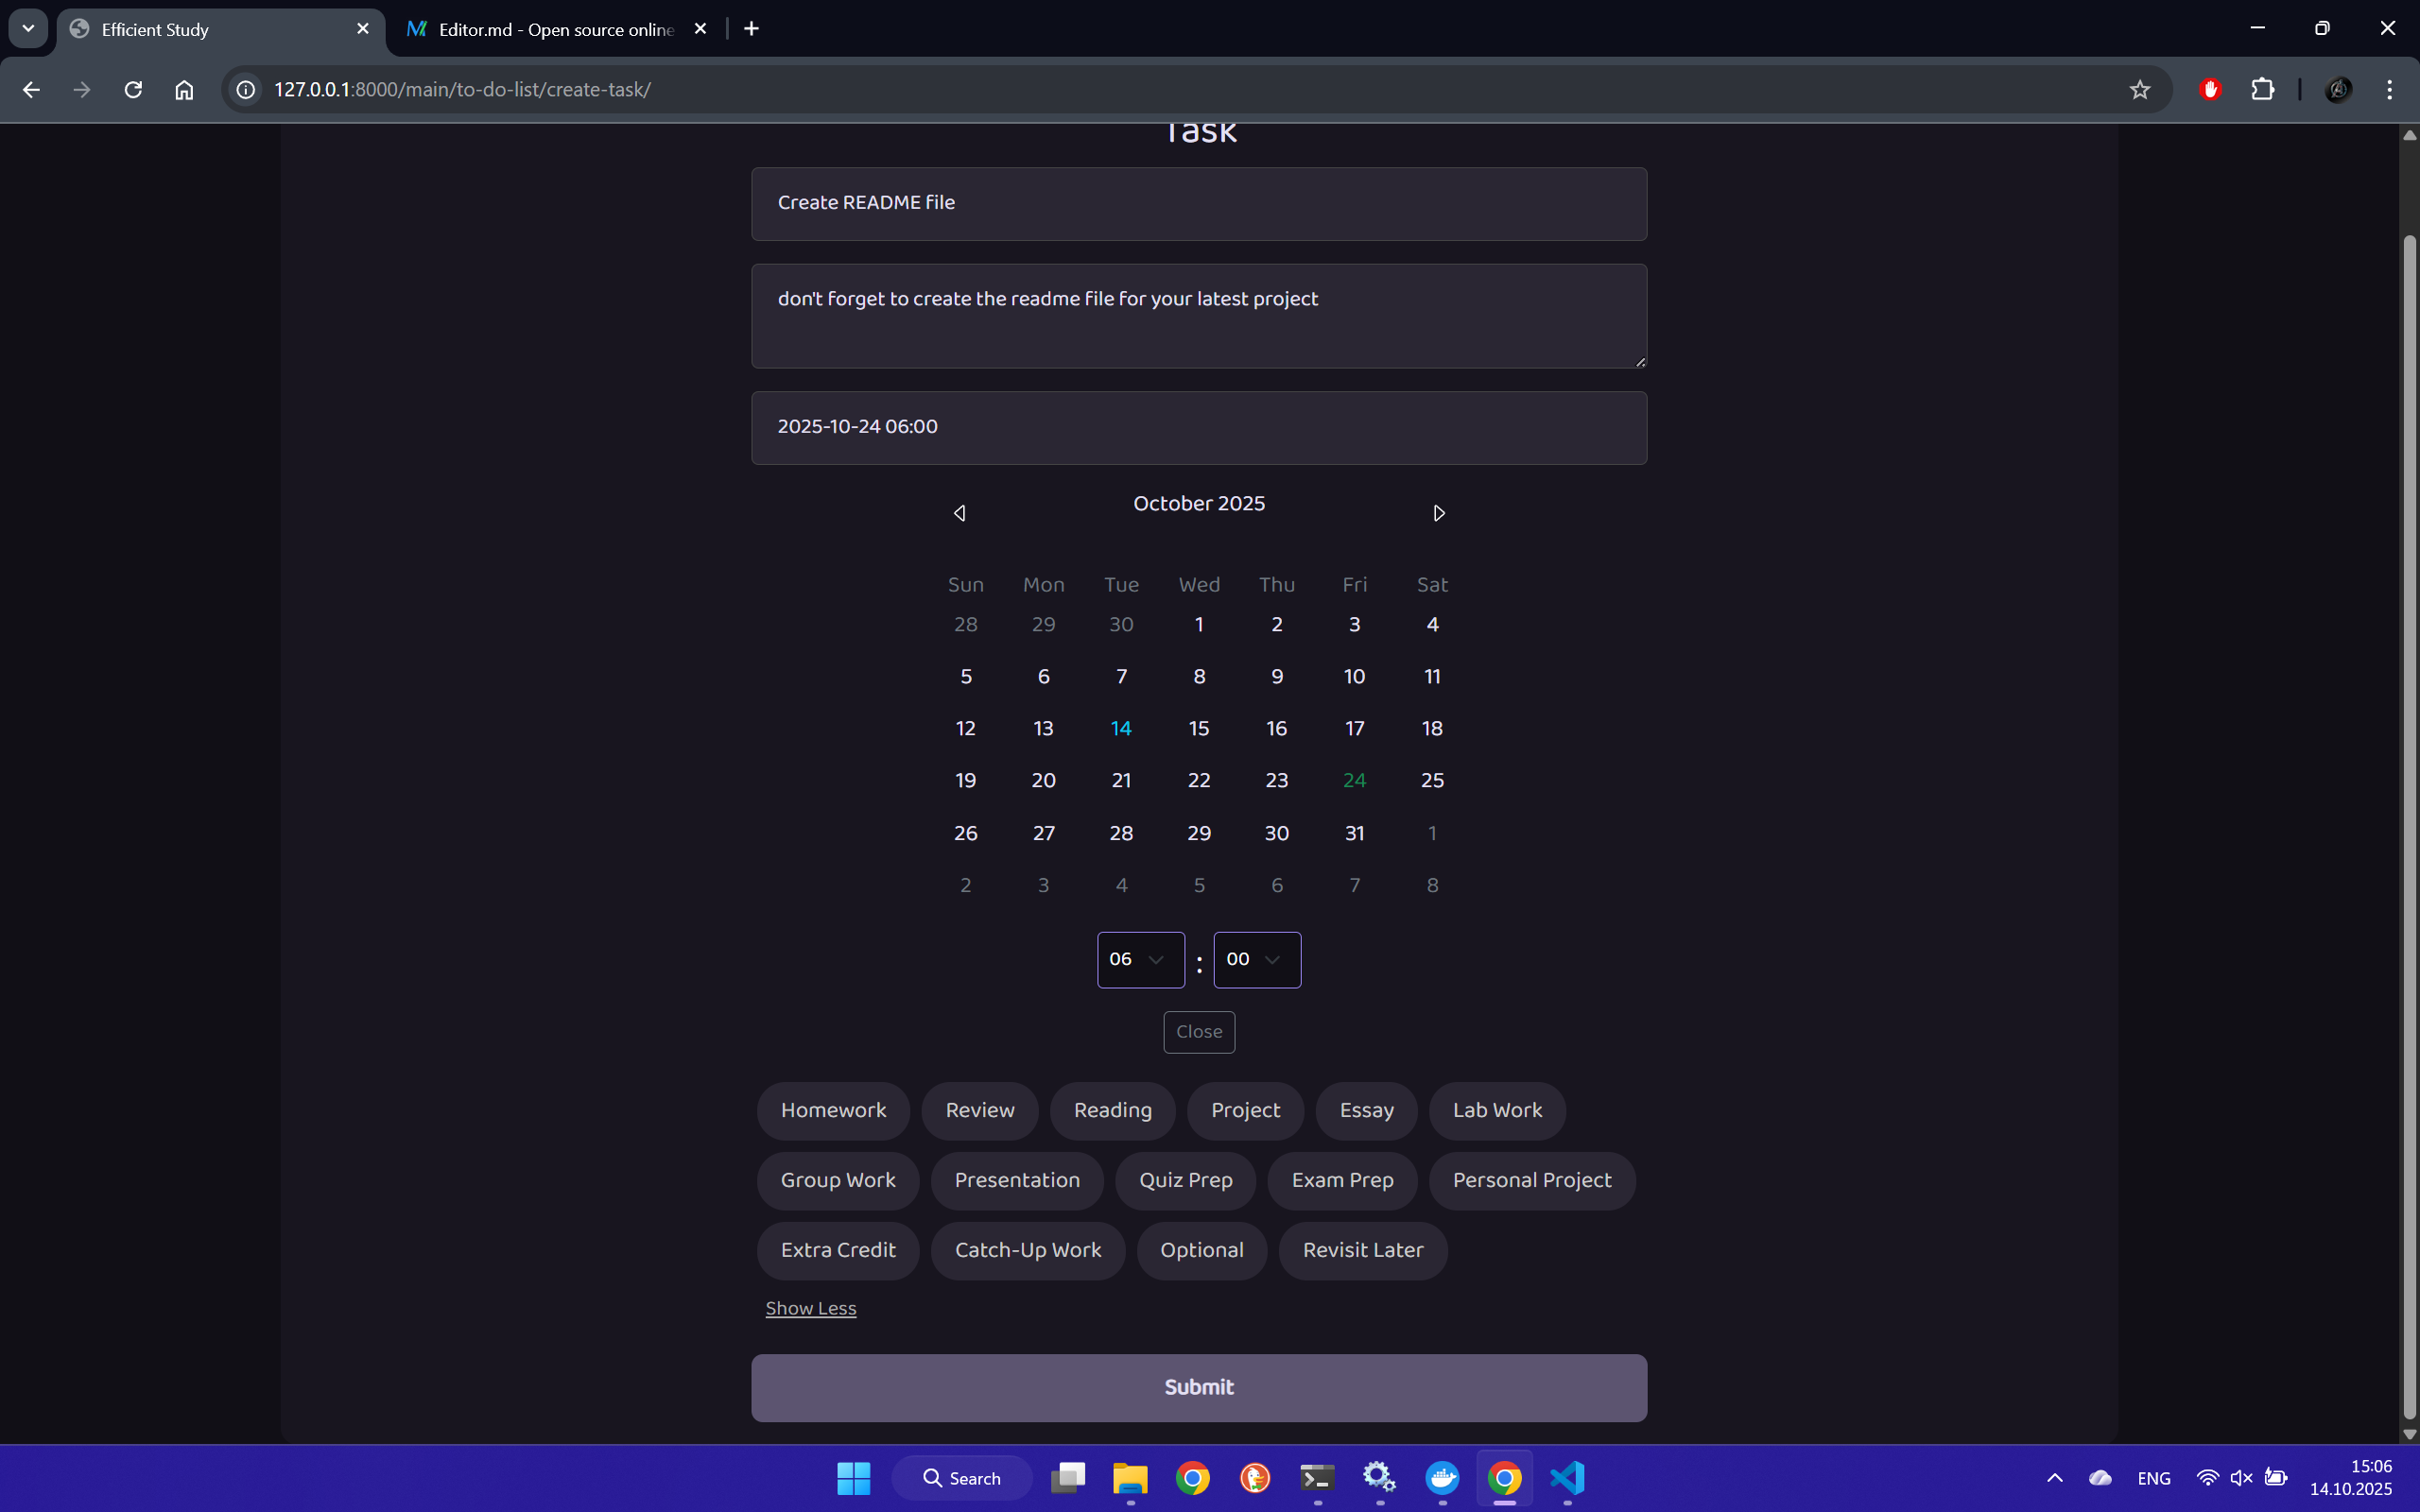 Efficient Study
Editor.md - Open source online
127.0.0.1:8000/main/to-do-list/create-task/
Task
Create README file
don't forget to create the readme file for your latest project
2025-10-24 06:00
October 2025
Sun Mon Tue Wed Thu Fri Sat
28 29 30 1 2 3 4
5 6 7 8 9 10 11
12 13 14 15 16 17 18
19 20 21 22 23 24 25
26 27 28 29 30 31 1
2 3 4 5 6 7 8
06 : 00
Close
Homework Review Reading Project Essay Lab Work
Group Work Presentation Quiz Prep Exam Prep Personal Project
Extra Credit Catch-Up Work Optional Revisit Later
Show Less
Submit
Search
ENG
15:06
14.10.2025